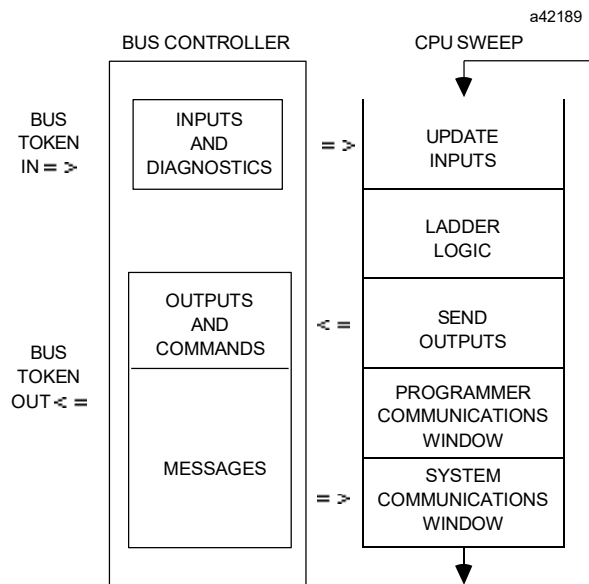 a42189
BUS CONTROLLER
CPU SWEEP
BUS
TOKEN
IN = >
INPUTS
AND
DIAGNOSTICS
= >
UPDATE
INPUTS
LADDER
LOGIC
BUS
TOKEN
OUT < =
OUTPUTS
AND
COMMANDS
< =
SEND
OUTPUTS
PROGRAMMER
COMMUNICATIONS
WINDOW
MESSAGES
= >
SYSTEM
COMMUNICATIONS
WINDOW